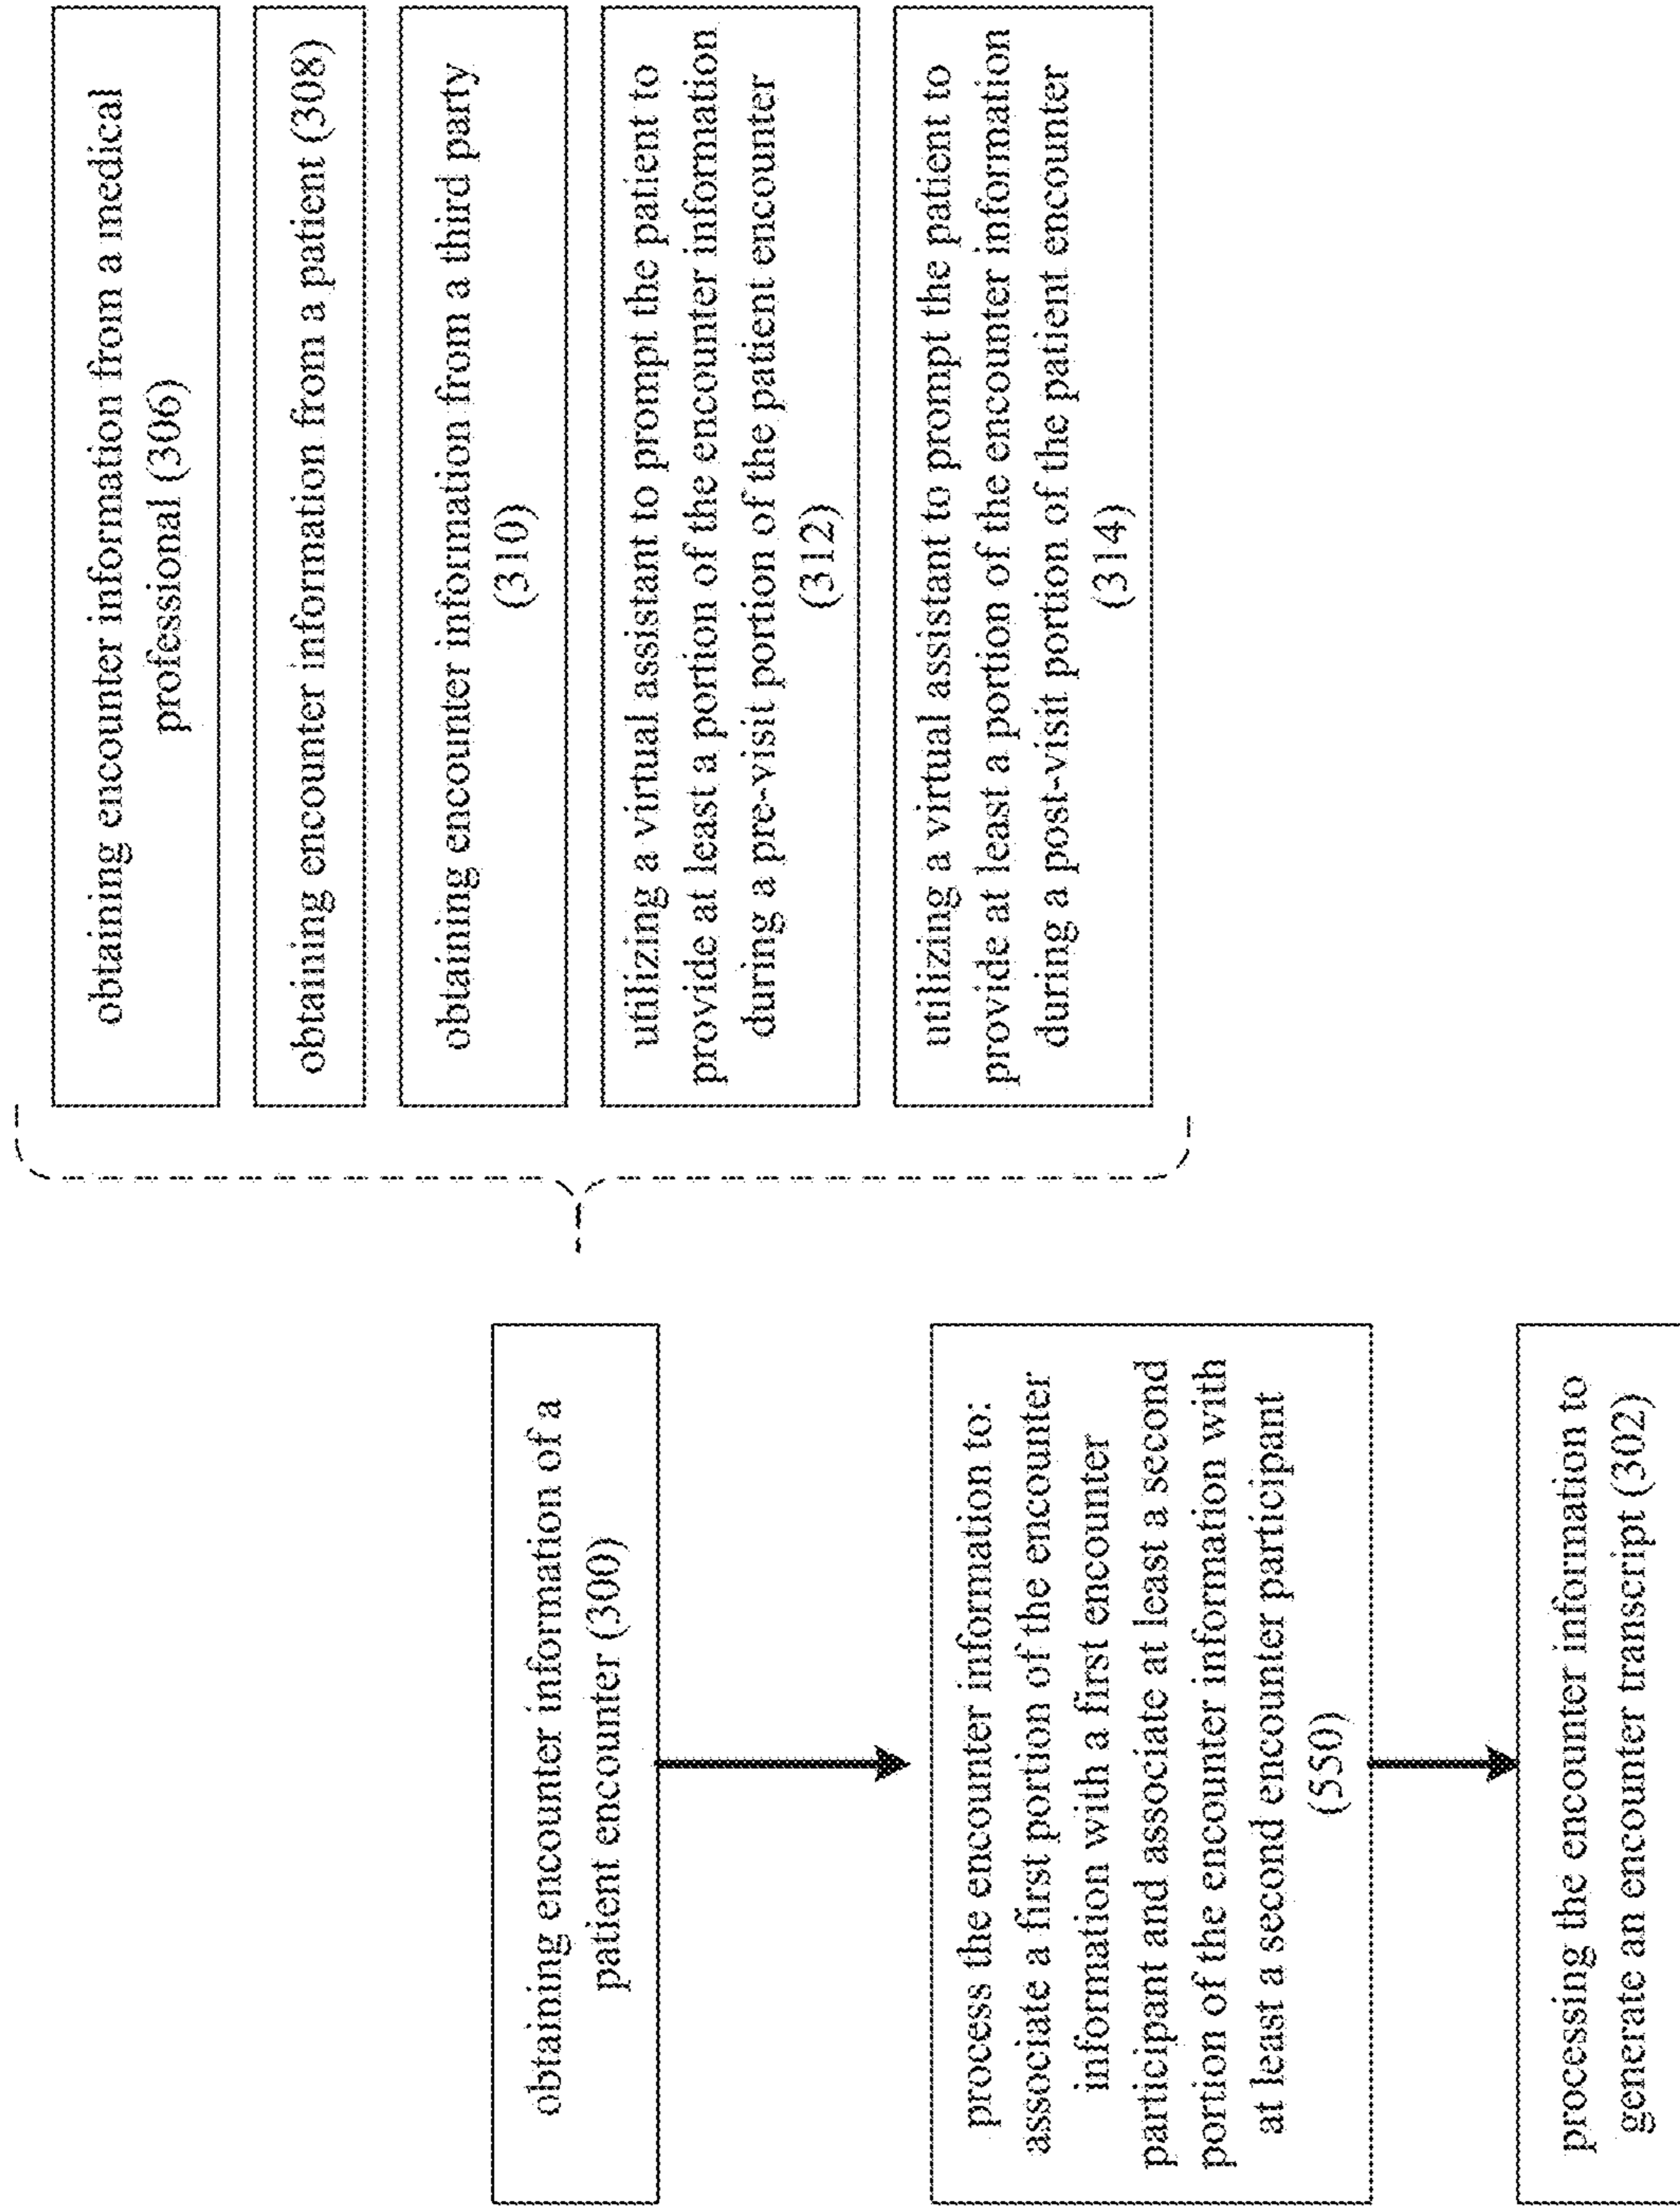 obtaining encounter information of a
patient encounter (300)
process the encounter information to:
associate a first portion of the encounter
information with a first encounter
participant and associate at least a second
portion of the encounter information with
at least a second encounter participant
(550)
processing the encounter information to
generate an encounter transcript (302)
obtaining encounter information from a medical
professional (306)
obtaining encounter information from a patient (308)
obtaining encounter information from a third party
(310)
utilizing a virtual assistant to prompt the patient to
provide at least a portion of the encounter information
during a pre-visit portion of the patient encounter
(312)
utilizing a virtual assistant to prompt the patient to
provide at least a portion of the encounter information
during a post-visit portion of the patient encounter
(314)